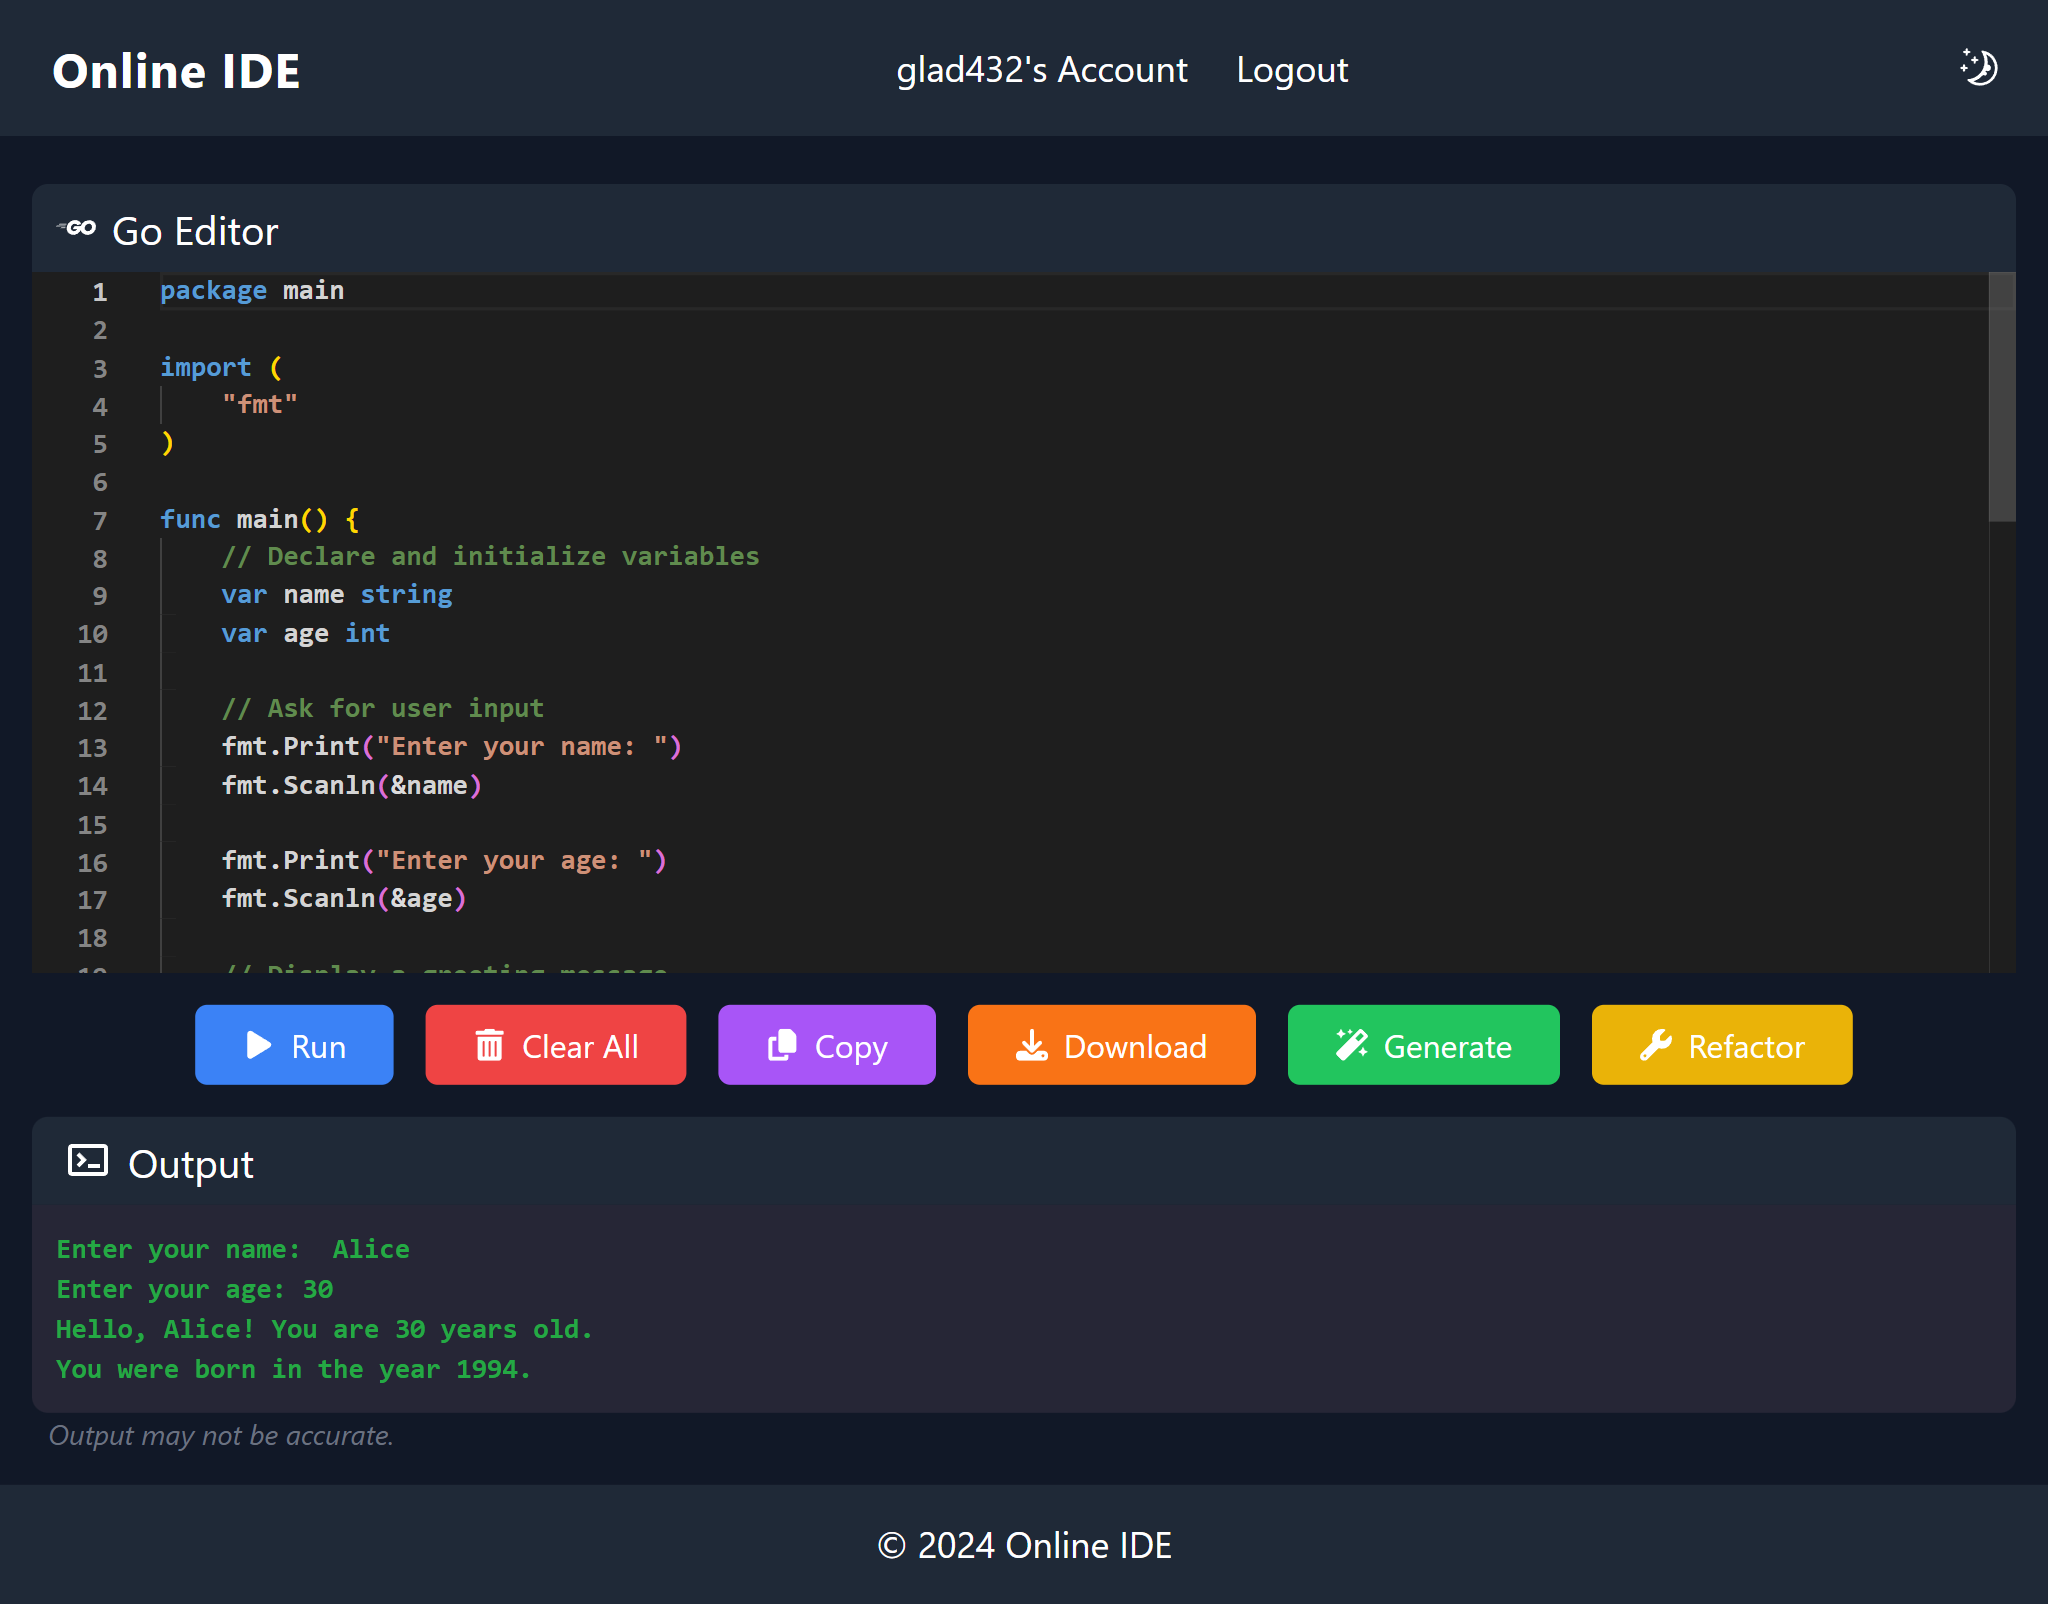 Online IDE
glad432's Account Logout
GO Go Editor
1 package main
2
3 import (
4     "fmt"
5 )
6
7 func main() {
8     // Declare and initialize variables
9     var name string
10     var age int
11
12     // Ask for user input
13     fmt.Print("Enter your name: ")
14     fmt.Scanln(&name)
15
16     fmt.Print("Enter your age: ")
17     fmt.Scanln(&age)
18
19     // Display a greeting message
Run Clear All Copy Download Generate Refactor
Output
Enter your name:  Alice
Enter your age: 30
Hello, Alice! You are 30 years old.
You were born in the year 1994.
Output may not be accurate.
© 2024 Online IDE